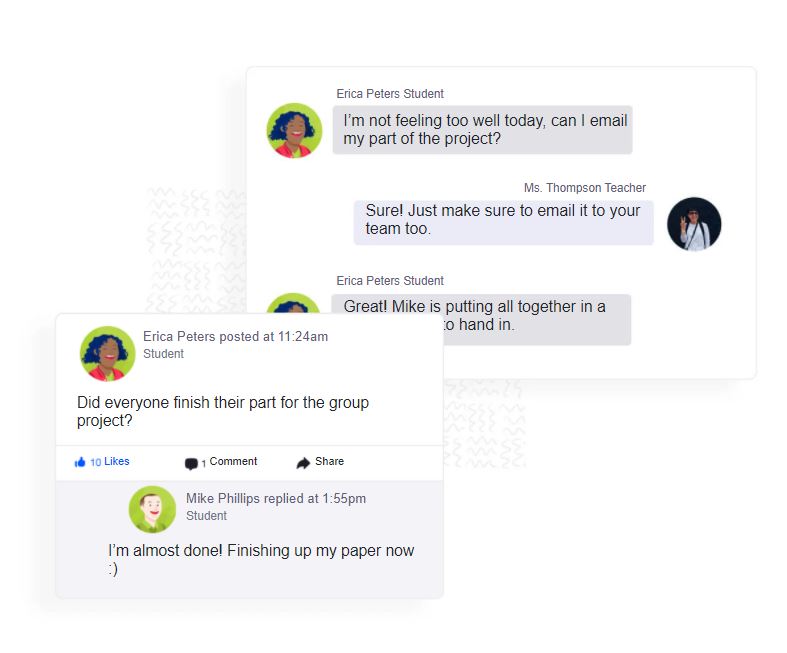 Erica Peters Student
I'm not feeling too well today, can I email
my part of the project?
Ms. Thompson Teacher
Sure! Just make sure to email it to your
team too.
Erica Peters Student
Great! Mike is putting all together in a
to hand in.
Erica Peters posted at 11:24am
Student
Did everyone finish their part for the group
project?
10 Likes 1 Comment Share
Mike Phillips replied at 1:55pm
Student
I'm almost done! Finishing up my paper now
:)